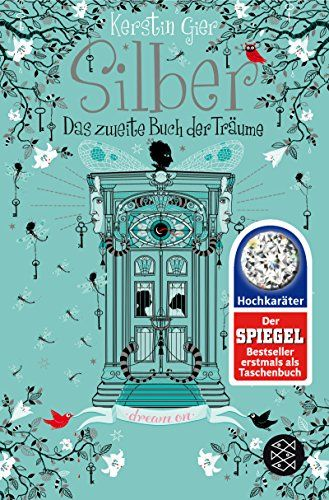 Kerstin Gier
Silber
Das zweite Buch der Träume
Hochkaräter
Der
SPIEGEL
Bestseller
erstmals als
Taschenbuch
dream on